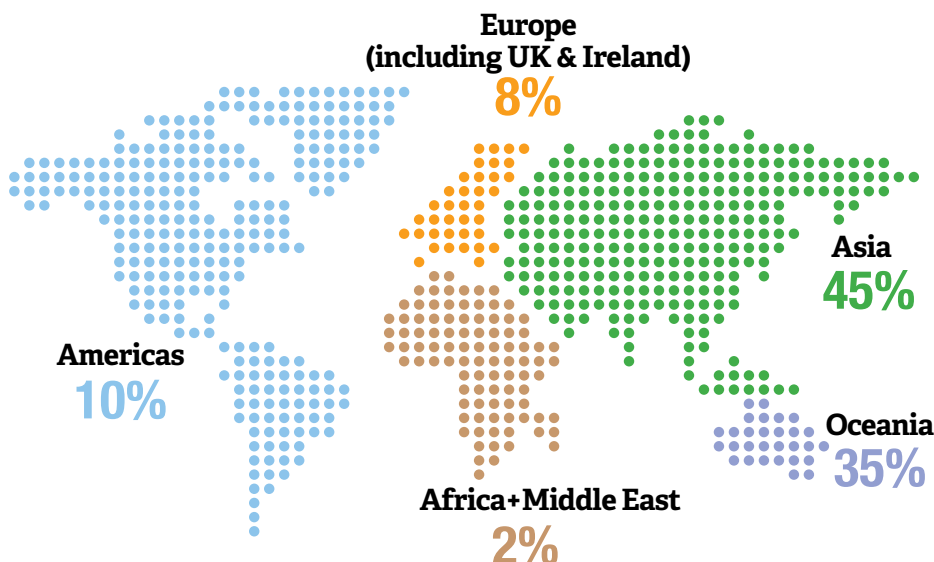 Europe
(including UK & Ireland)
8%
Asia
45%
Americas
10%
Oceania
35%
Africa+Middle East
2%